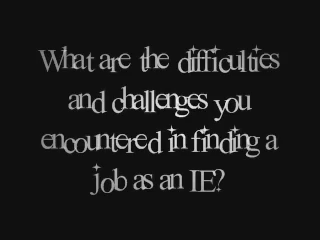 What are the difficulties
and challenges you
encountered in finding a
job as an IE?